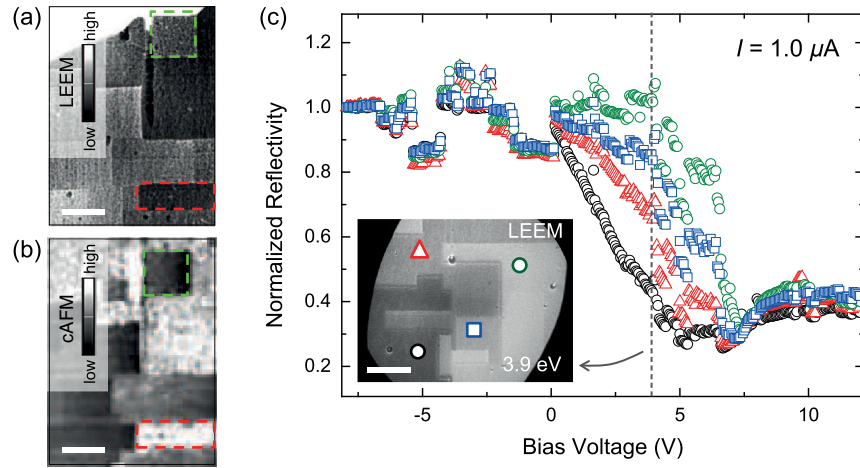 (a)
high
LEEM
low
(b)
high
cAFM
low
(c)
I = 1.0 μA
1.2
1.0
0.8
0.6
0.4
0.2
Normalized Reflectivity
LEEM
3.9 eV
-5
0
5
10
Bias Voltage (V)